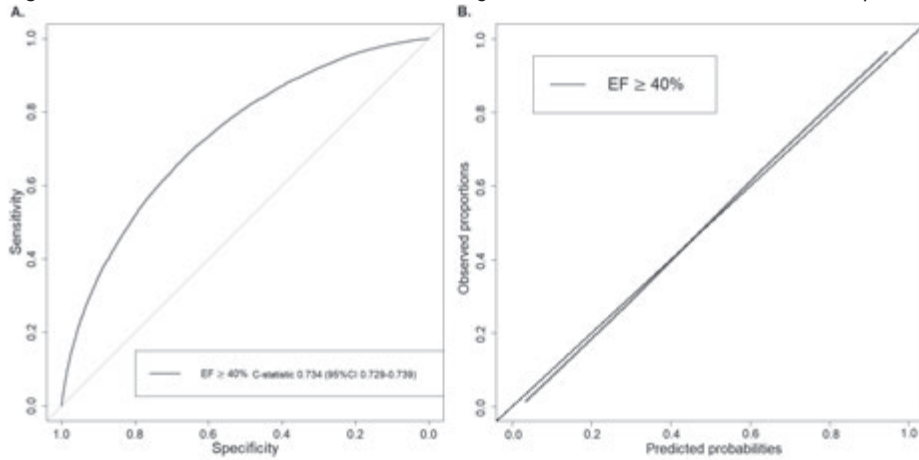 A.
1.0
0.8
0.6
0.4
0.2
0.0
Sensitivity
EF ≥ 40% C-statistic 0.734 (95%CI 0.729-0.739)
1.0 0.8 0.6 0.4 0.2 0.0
Specificity
B.
1.0
0.8
0.6
0.4
0.2
0.0
Observed proportions
EF ≥ 40%
0.0 0.2 0.4 0.6 0.8 1.0
Predicted probabilities